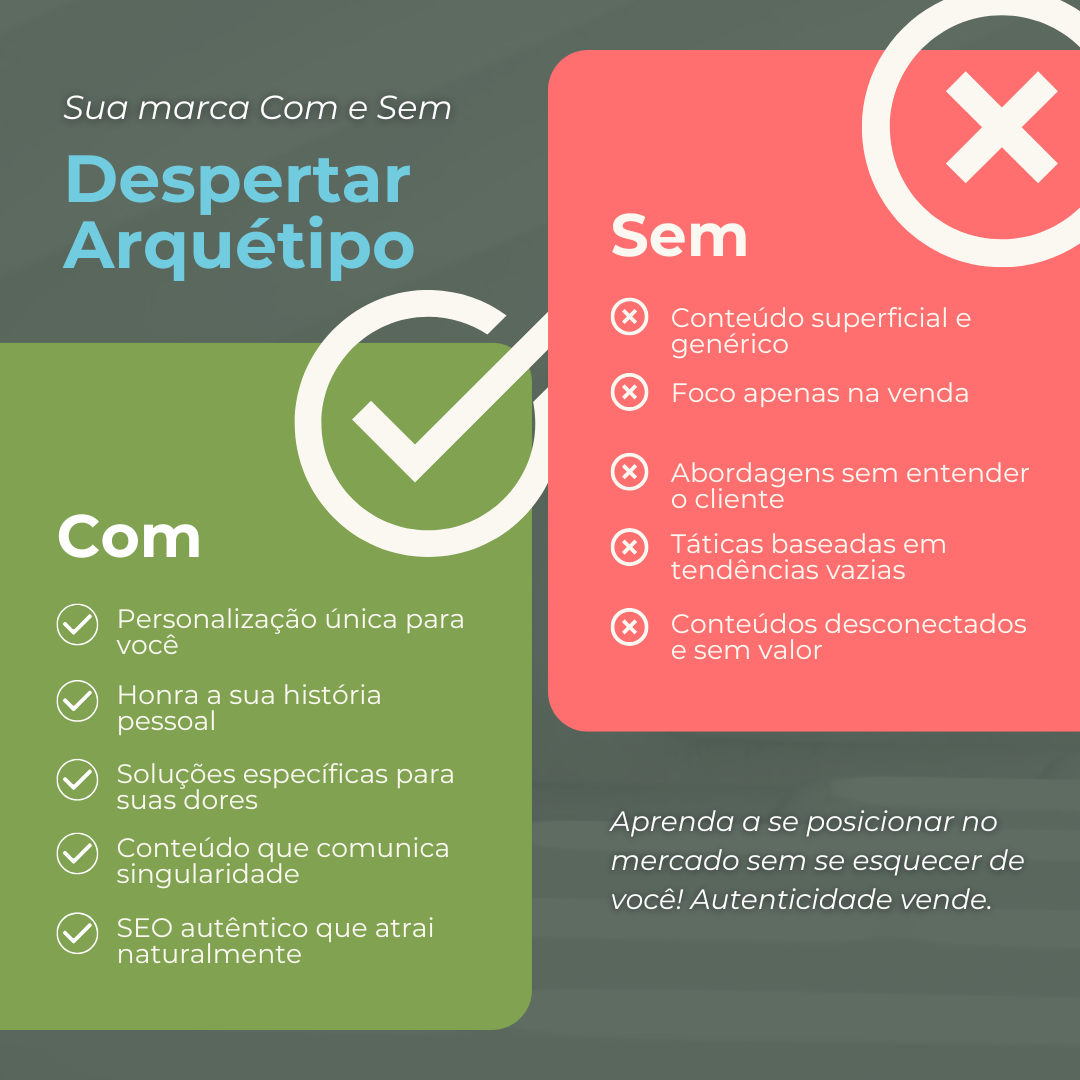 Sua marca Com e Sem
Despertar
Arquétipo
Com
Personalização única para
você
Honra a sua história
pessoal
Soluções específicas para
suas dores
Conteúdo que comunica
singularidade
SEO autêntico que atrai
naturalmente
Sem
Conteúdo superficial e
genérico
Foco apenas na venda
Abordagens sem entender
o cliente
Táticas baseadas em
tendências vazias
Conteúdos desconectados
e sem valor
Aprenda a se posicionar no
mercado sem se esquecer de
você! Autenticidade vende.